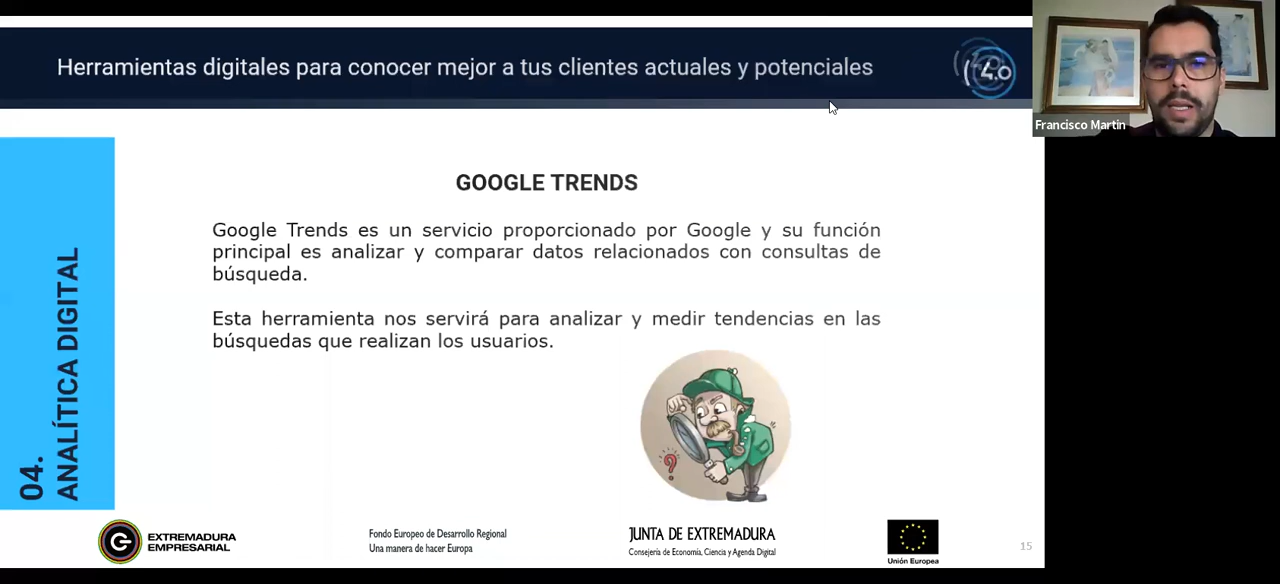 Herramientas digitales para conocer mejor a tus clientes actuales y potenciales
4.0
Francisco Martin
GOOGLE TRENDS
Google Trends es un servicio proporcionado por Google y su función
principal es analizar y comparar datos relacionados con consultas de
búsqueda.
Esta herramienta nos servirá para analizar y medir tendencias en las
búsquedas que realizan los usuarios.
04.
ANALÍTICA DIGITAL
?
EXTREMADURA
EMPRESARIAL
Fondo Europeo de Desarrollo Regional
Una manera de hacer Europa
JUNTA DE EXTREMADURA
Consejería de Economía, Ciencia y Agenda Digital
Unión Europea
15